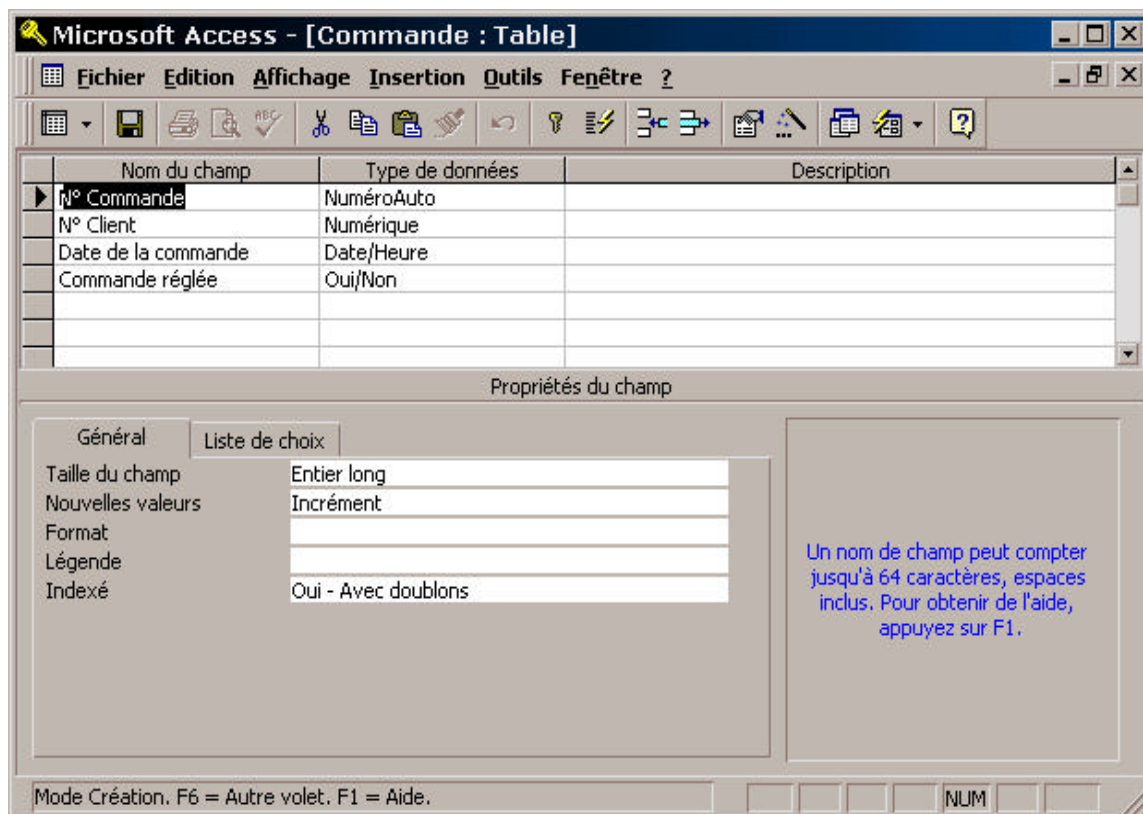 Microsoft Access - [Commande : Table]
Fichier Edition Affichage Insertion Outils Fenêtre ?
ABC
Nom du champ Type de données Description
N° Commande NuméroAuto
N° Client Numérique
Date de la commande Date/Heure
Commande réglée Oui/Non
Propriétés du champ
Général Liste de choix
Taille du champ Entier long
Nouvelles valeurs Incrément
Format
Légende
Indexé Oui - Avec doublons
Un nom de champ peut compter
jusqu'à 64 caractères, espaces
inclus. Pour obtenir de l'aide,
appuyez sur F1.
Mode Création. F6 = Autre volet. F1 = Aide. NUM